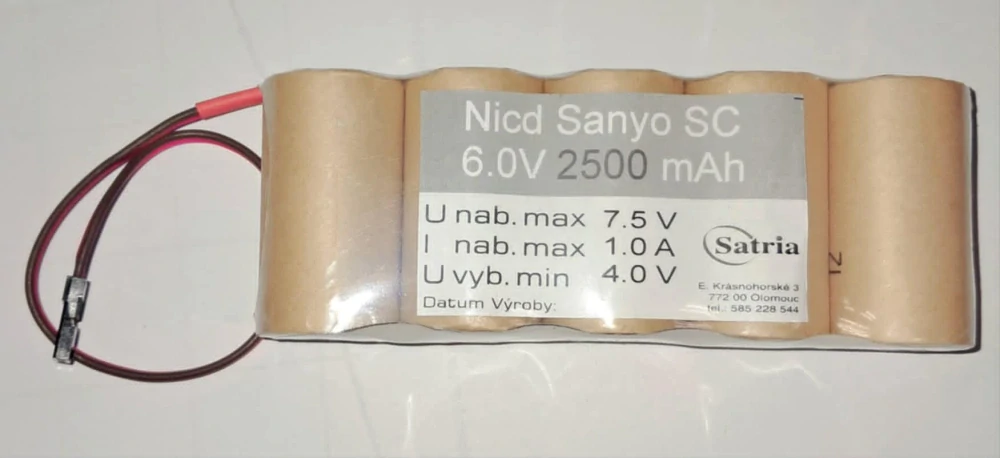 Nicd Sanyo SC
6.0V 2500 mAh
U nab. max 7.5 V
I nab. max 1.0 A
U vyb. min 4.0 V
Datum Výroby:
Satria
E. Krásnohorské 3
772 00 Olomouc
tel.: 585 228 544